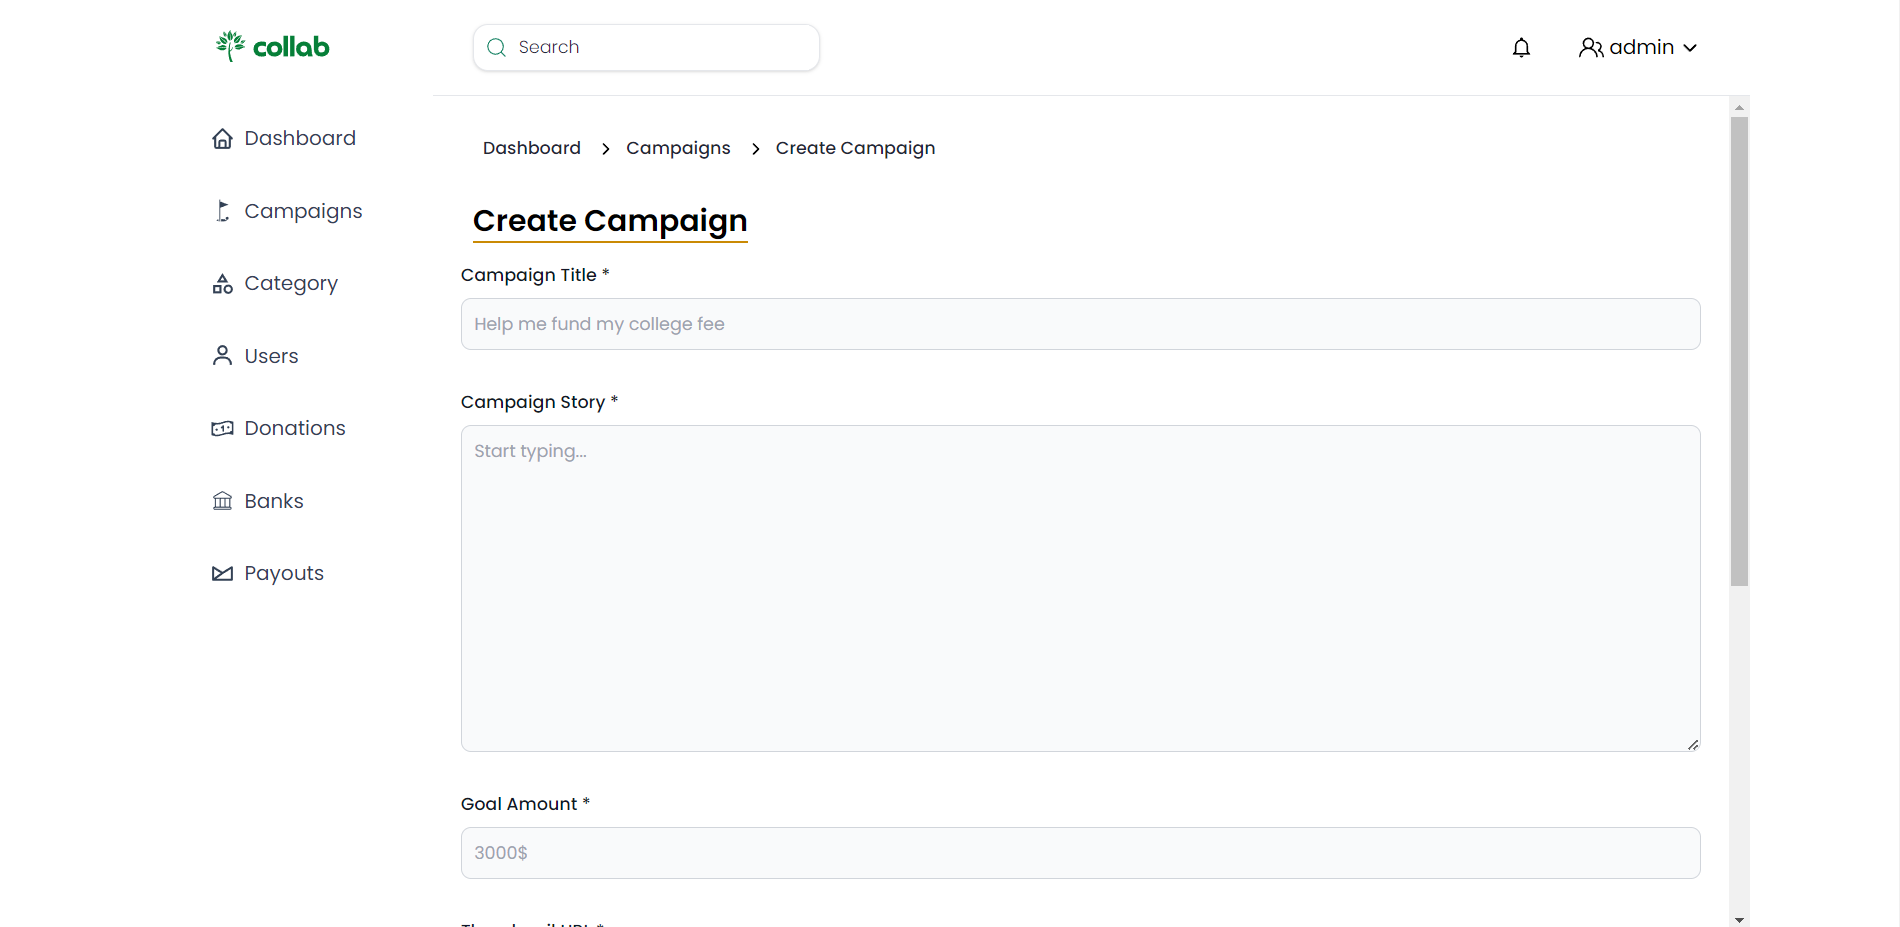 collab
Search
admin
Dashboard
Campaigns
Category
Users
Donations
Banks
Payouts
Dashboard > Campaigns > Create Campaign
Create Campaign
Campaign Title *
Help me fund my college fee
Campaign Story *
Start typing...
Goal Amount *
3000$